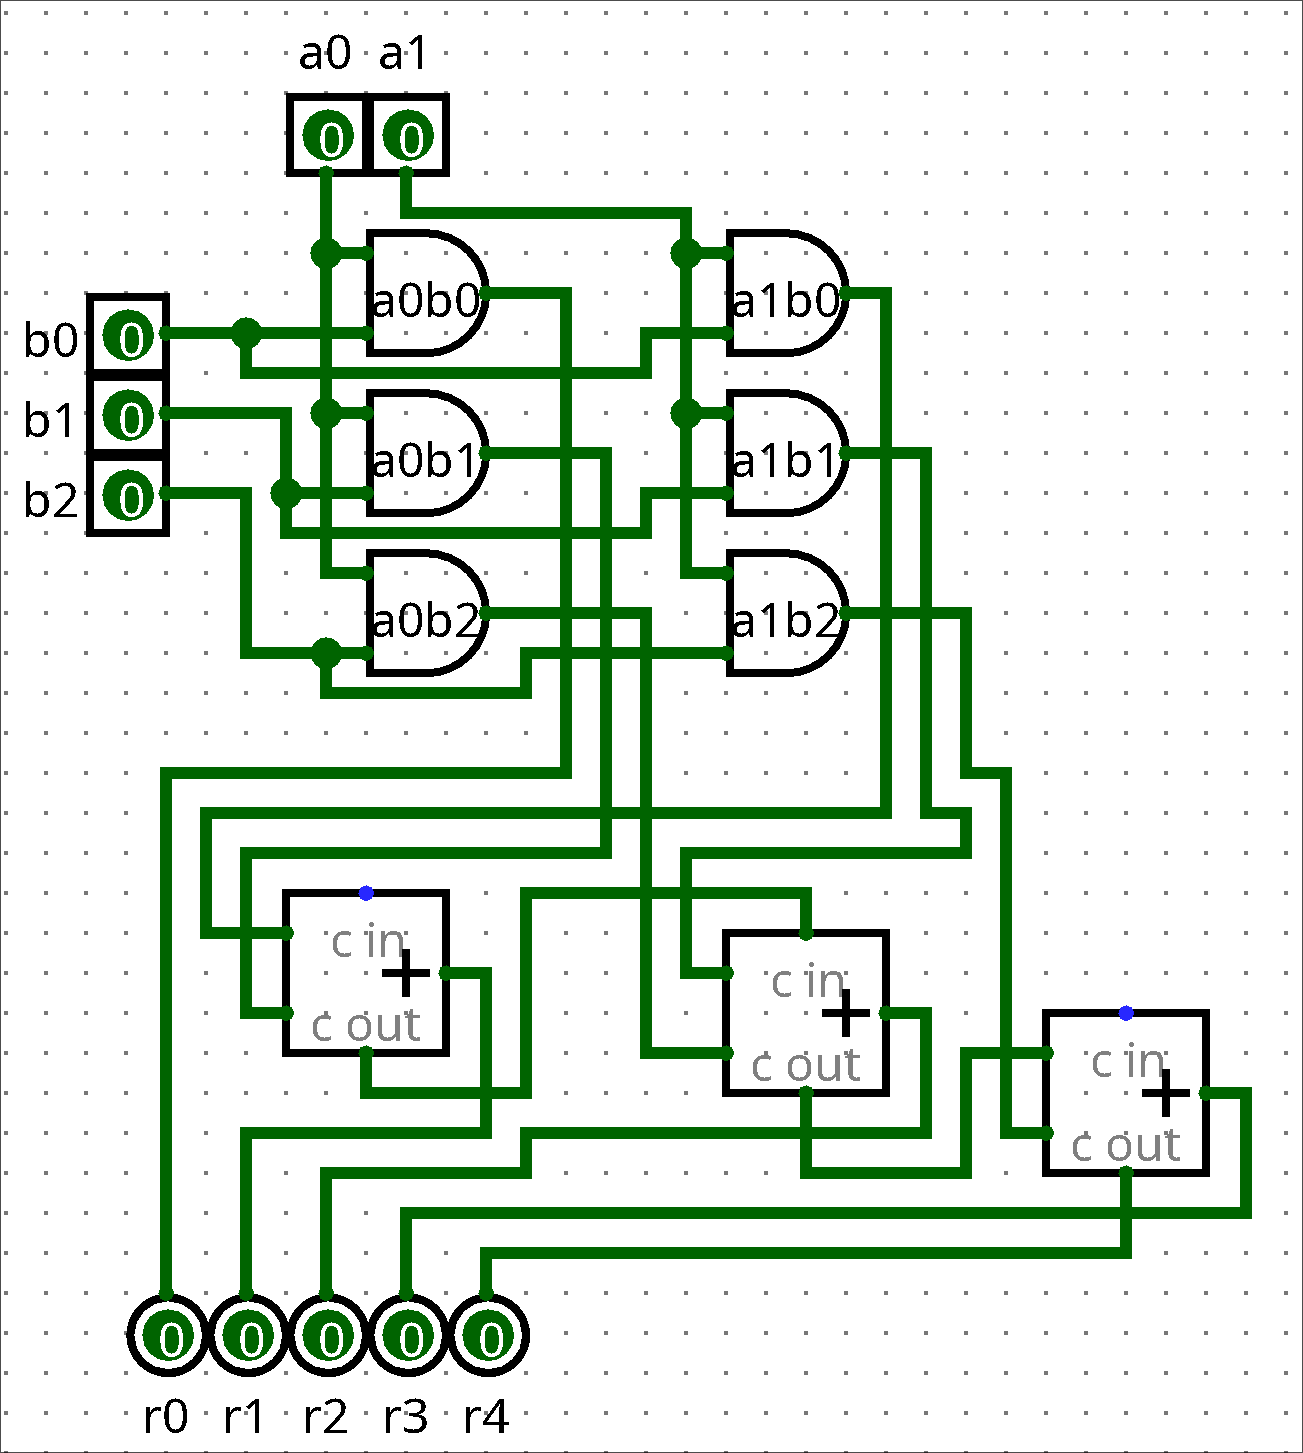 a0 a1
0 0
a0b0 a1b0
b0 0
b1 0
a0b1 a1b1
b2 0
a0b2 a1b2
c in
+
c out
c in
+
c out
c in
+
c out
0 0 0 0 0
r0 r1 r2 r3 r4